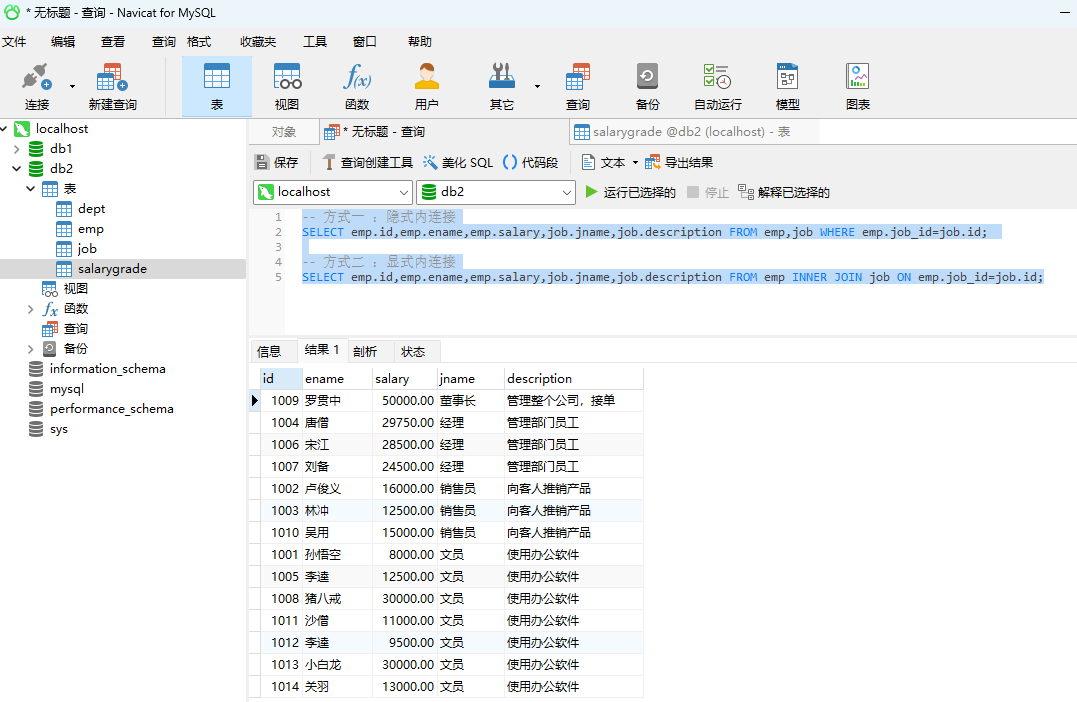 * 无标题 - 查询 - Navicat for MySQL
文件 编辑 查看 查询 格式 收藏夹 工具 窗口 帮助
连接 新建查询 表 视图 函数 用户 其它 查询 备份 自动运行 模型 图表
localhost
db1
db2
表
dept
emp
job
salarygrade
视图
函数
查询
备份
information_schema
mysql
performance_schema
sys
对象 * 无标题 - 查询 salarygrade @db2 (localhost) - 表
保存 查询创建工具 美化 SQL () 代码段 文本 导出结果
localhost db2 运行已选择的 停止 解释已选择的
1 -- 方式一 ：隐式内连接
2 SELECT emp.id,emp.ename,emp.salary,job.jname,job.description FROM emp,job WHERE emp.job_id=job.id;
3
4 -- 方式二 ：显式内连接
5 SELECT emp.id,emp.ename,emp.salary,job.jname,job.description FROM emp INNER JOIN job ON emp.job_id=job.id;
信息 结果 1 剖析 状态
id ename salary jname description
1009 罗贯中 50000.00 董事长 管理整个公司，接单
1004 唐僧 29750.00 经理 管理部门员工
1006 宋江 28500.00 经理 管理部门员工
1007 刘备 24500.00 经理 管理部门员工
1002 卢俊义 16000.00 销售员 向客人推销产品
1003 林冲 12500.00 销售员 向客人推销产品
1010 吴用 15000.00 销售员 向客人推销产品
1001 孙悟空 8000.00 文员 使用办公软件
1005 李逵 12500.00 文员 使用办公软件
1008 猪八戒 30000.00 文员 使用办公软件
1011 沙僧 11000.00 文员 使用办公软件
1012 李逵 9500.00 文员 使用办公软件
1013 小白龙 30000.00 文员 使用办公软件
1014 关羽 13000.00 文员 使用办公软件